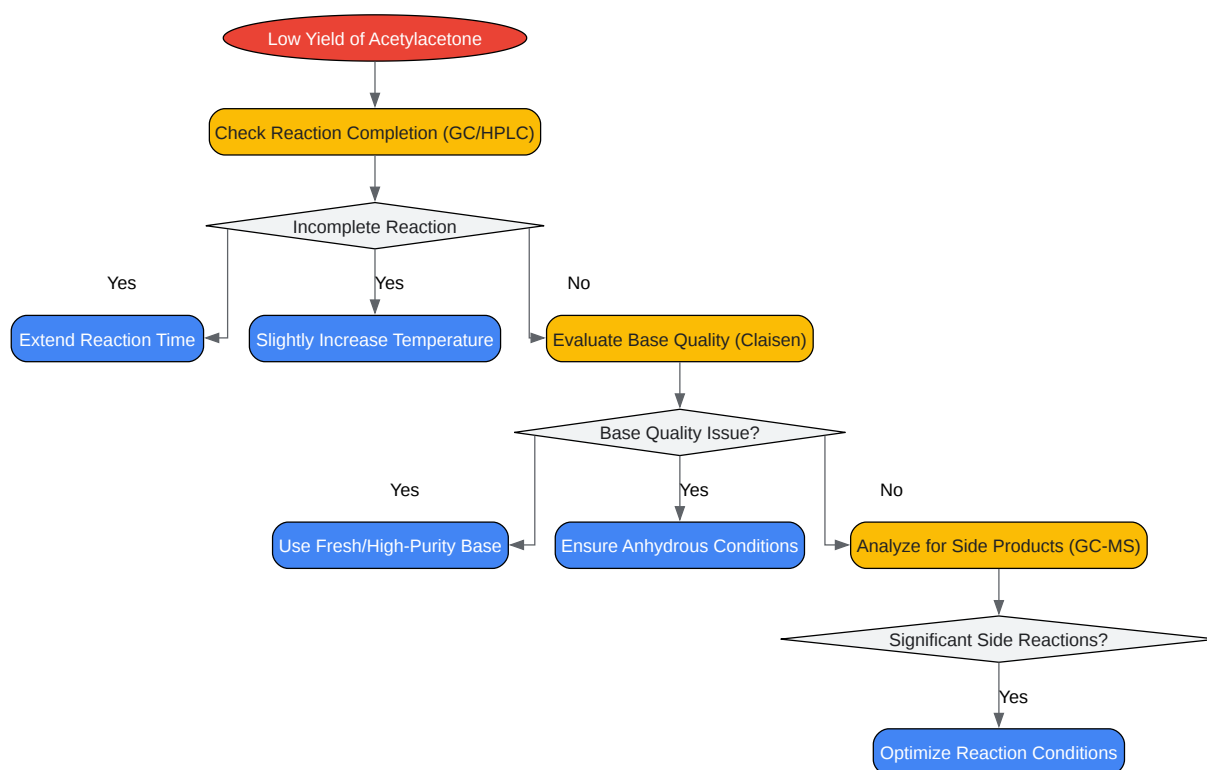 Low Yield of Acetylacetone
Check Reaction Completion (GC/HPLC)
Incomplete Reaction
Yes
Yes
No
Extend Reaction Time
Slightly Increase Temperature
Evaluate Base Quality (Claisen)
Base Quality Issue?
Yes
Yes
No
Use Fresh/High-Purity Base
Ensure Anhydrous Conditions
Analyze for Side Products (GC-MS)
Significant Side Reactions?
Yes
Optimize Reaction Conditions